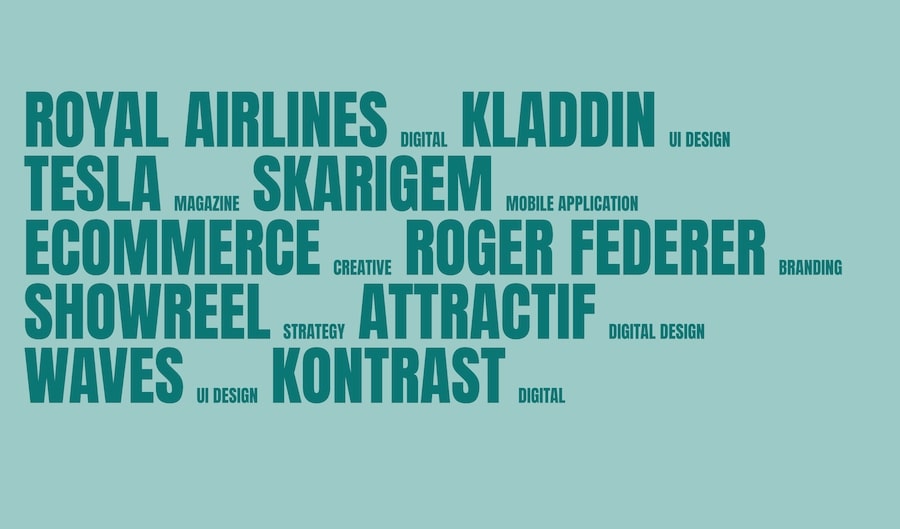 ROYAL AIRLINES DIGITAL KLADDIN UI DESIGN
TESLA MAGAZINE SKARIGEM MOBILE APPLICATION
ECOMMERCE CREATIVE ROGER FEDERER BRANDING
SHOWREEL STRATEGY ATTRACTIF DIGITAL DESIGN
WAVES UI DESIGN KONTRAST DIGITAL